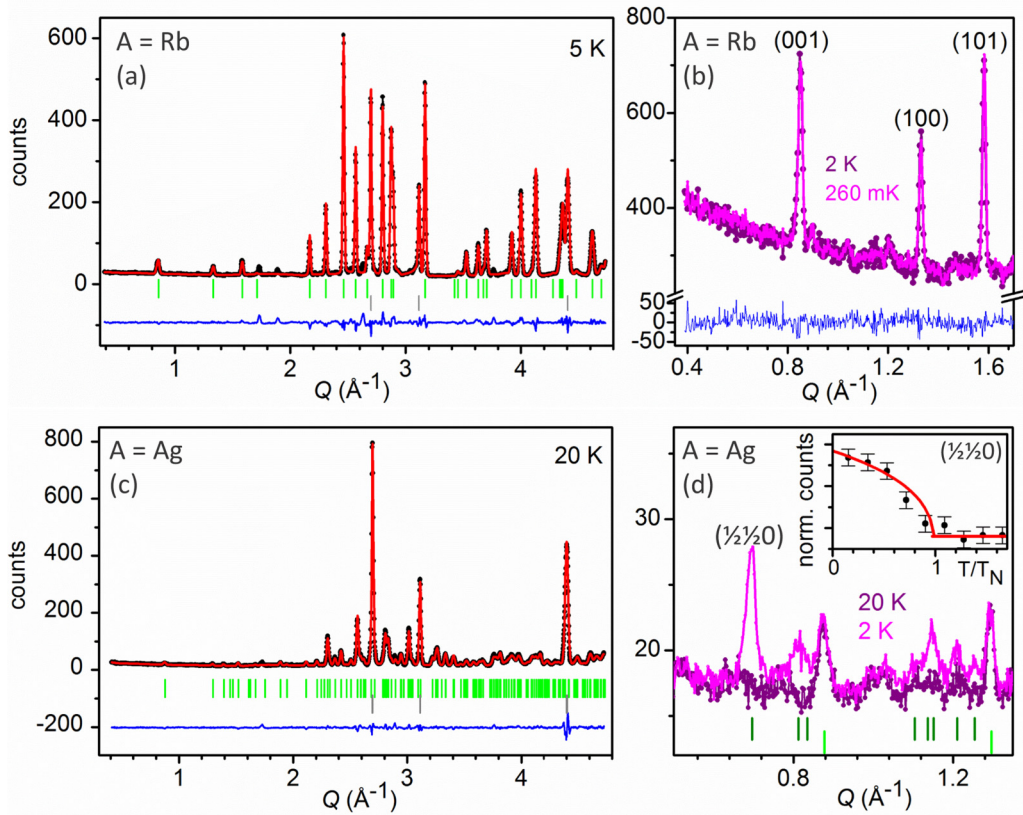 A = Rb
(a)
5 K
600
400
200
0
counts
1
2
3
4
Q (Å-1)
A = Rb
(b)
(001)
(100)
(101)
2 K
260 mK
800
600
400
50
0
-50
0.4
0.8
1.2
1.6
Q (Å-1)
A = Ag
(c)
20 K
800
600
400
200
0
-200
counts
1
2
3
4
Q (Å-1)
A = Ag
(d)
(½½0)
norm. counts
(½½0)
0
1
T/TN
20 K
2 K
30
20
0.8
1.2
Q (Å-1)